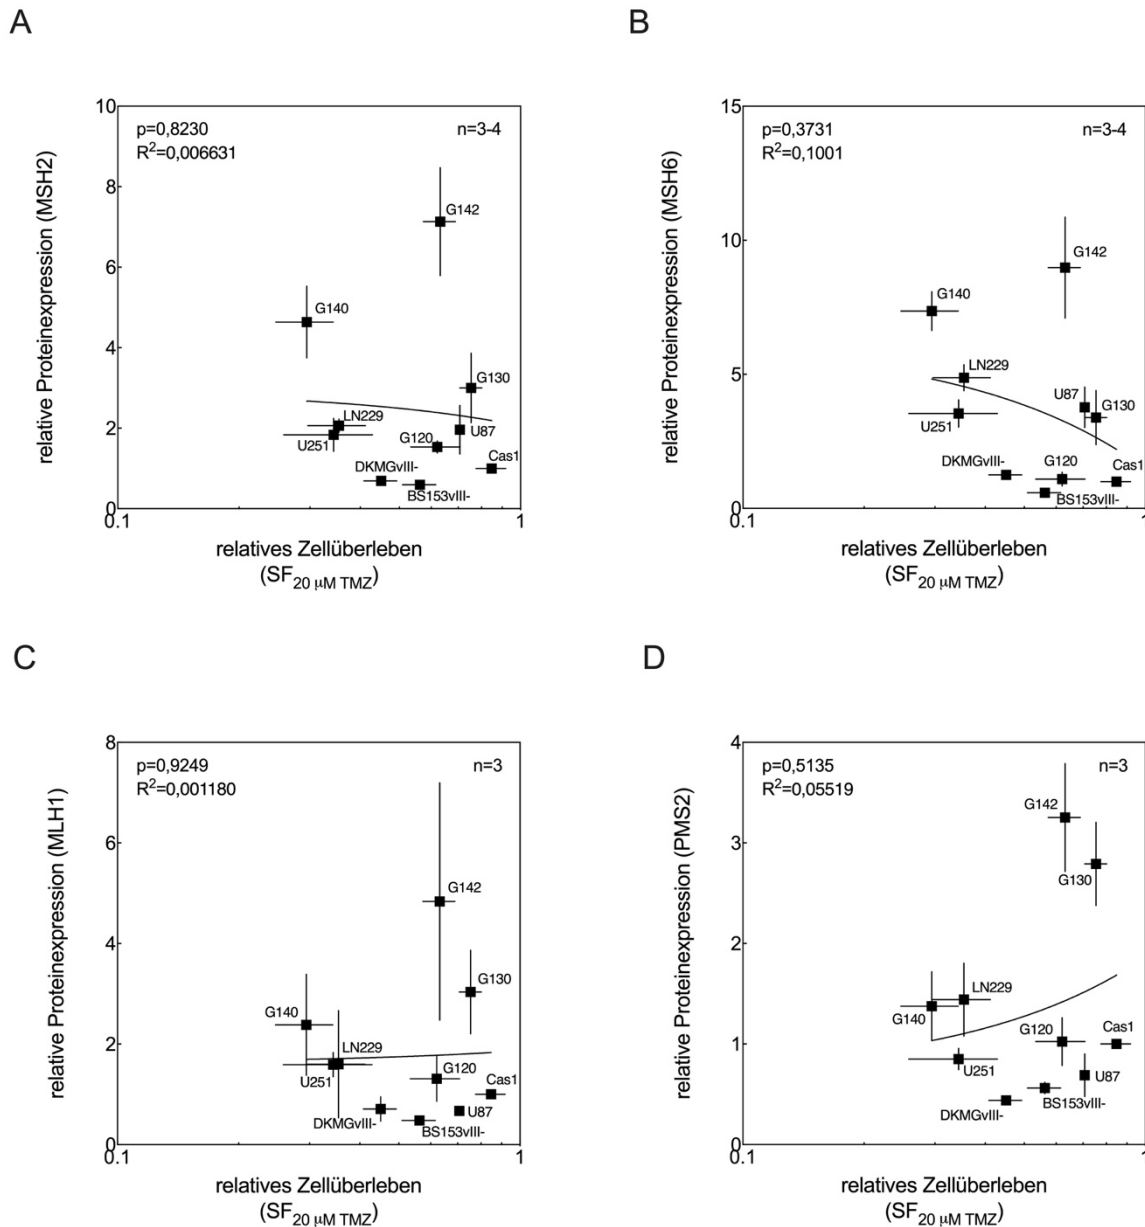 A
relative Proteinexpression (MSH2)
10
8
6
4
2
0
p=0,8230
R²=0,006631
n=3-4
G142
G140
G130
LN229
U251
G120
U87
DKMGvIII-
BS153vIII-
Cas1
0.1
1
relatives Zellüberleben
(SF20 µM TMZ)
B
relative Proteinexpression (MSH6)
15
10
5
0
p=0,3731
R²=0,1001
n=3-4
G142
G140
LN229
U87
G130
U251
DKMGvIII-
G120
Cas1
BS153vIII-
0.1
1
relatives Zellüberleben
(SF20 µM TMZ)
C
relative Proteinexpression (MLH1)
8
6
4
2
0
p=0,9249
R²=0,001180
n=3
G142
G130
G140
LN229
U251
G120
Cas1
DKMGvIII-
U87
BS153vIII-
0.1
1
relatives Zellüberleben
(SF20 µM TMZ)
D
relative Proteinexpression (PMS2)
4
3
2
1
0
p=0,5135
R²=0,05519
n=3
G142
G130
LN229
G140
G120
Cas1
U251
U87
BS153vIII-
DKMGvIII-
0.1
1
relatives Zellüberleben
(SF20 µM TMZ)